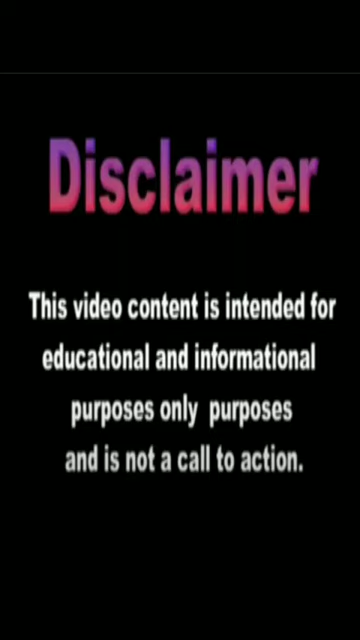 Disclaimer
This video content is intended for
educational and informational
purposes only purposes
and is not a call to action.